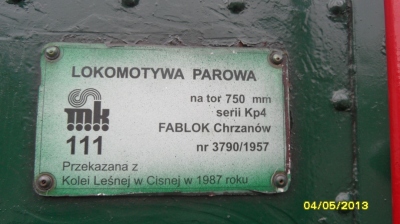 LOKOMOTYWA PAROWA
na tor 750 mm
serii Kp4
mk
FABLOK Chrzanów
111
nr 3790/1957
Przekazana z
Kolei Leśnej w Cisnej w 1987 roku
04/05/2013